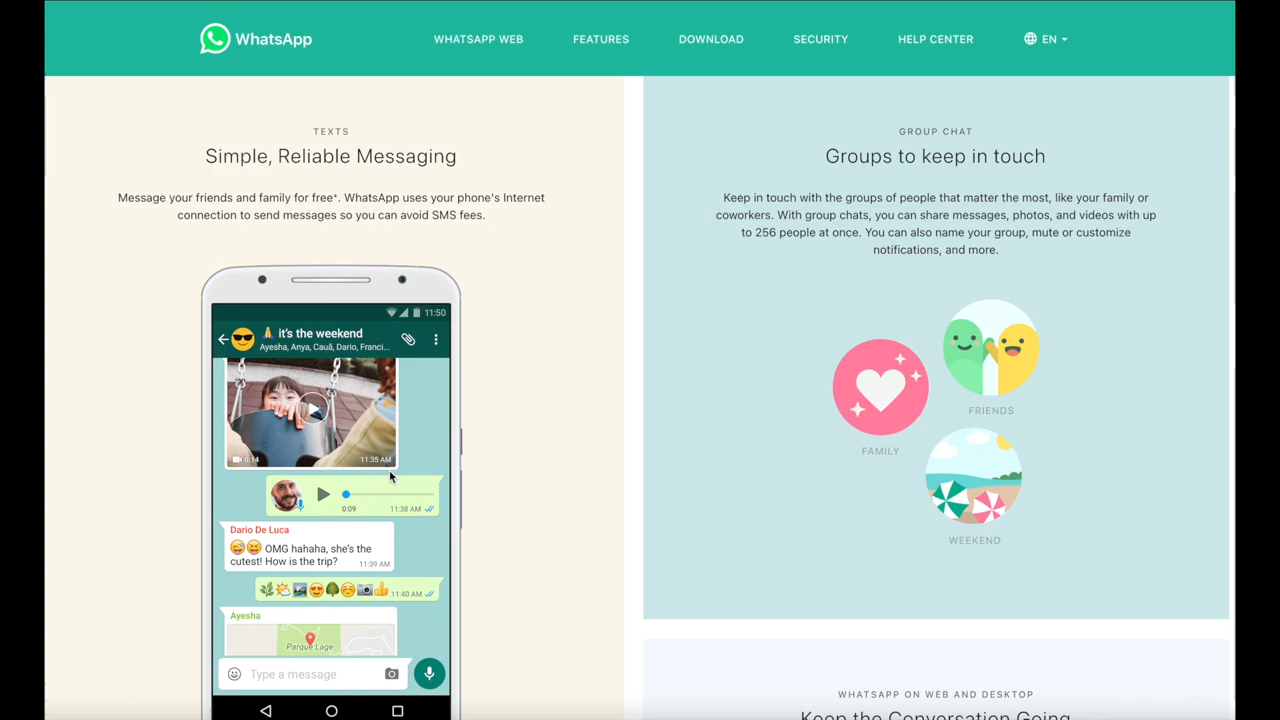 WhatsApp
WHATSAPP WEB
FEATURES
DOWNLOAD
SECURITY
HELP CENTER
EN
TEXTS
Simple, Reliable Messaging
Message your friends and family for free*. WhatsApp uses your phone's Internet
connection to send messages so you can avoid SMS fees.
11:50
it's the weekend
Ayesha, Anya, Cauã, Dario, Franci...
0:14
11:35 AM
0:09
11:38 AM
Dario De Luca
OMG hahaha, she's the
cutest! How is the trip?
11:39 AM
11:40 AM
Ayesha
Parque Lage
Type a message
GROUP CHAT
Groups to keep in touch
Keep in touch with the groups of people that matter the most, like your family or
coworkers. With group chats, you can share messages, photos, and videos with up
to 256 people at once. You can also name your group, mute or customize
notifications, and more.
FRIENDS
FAMILY
WEEKEND
WHATSAPP ON WEB AND DESKTOP
Keep the Conversation Going